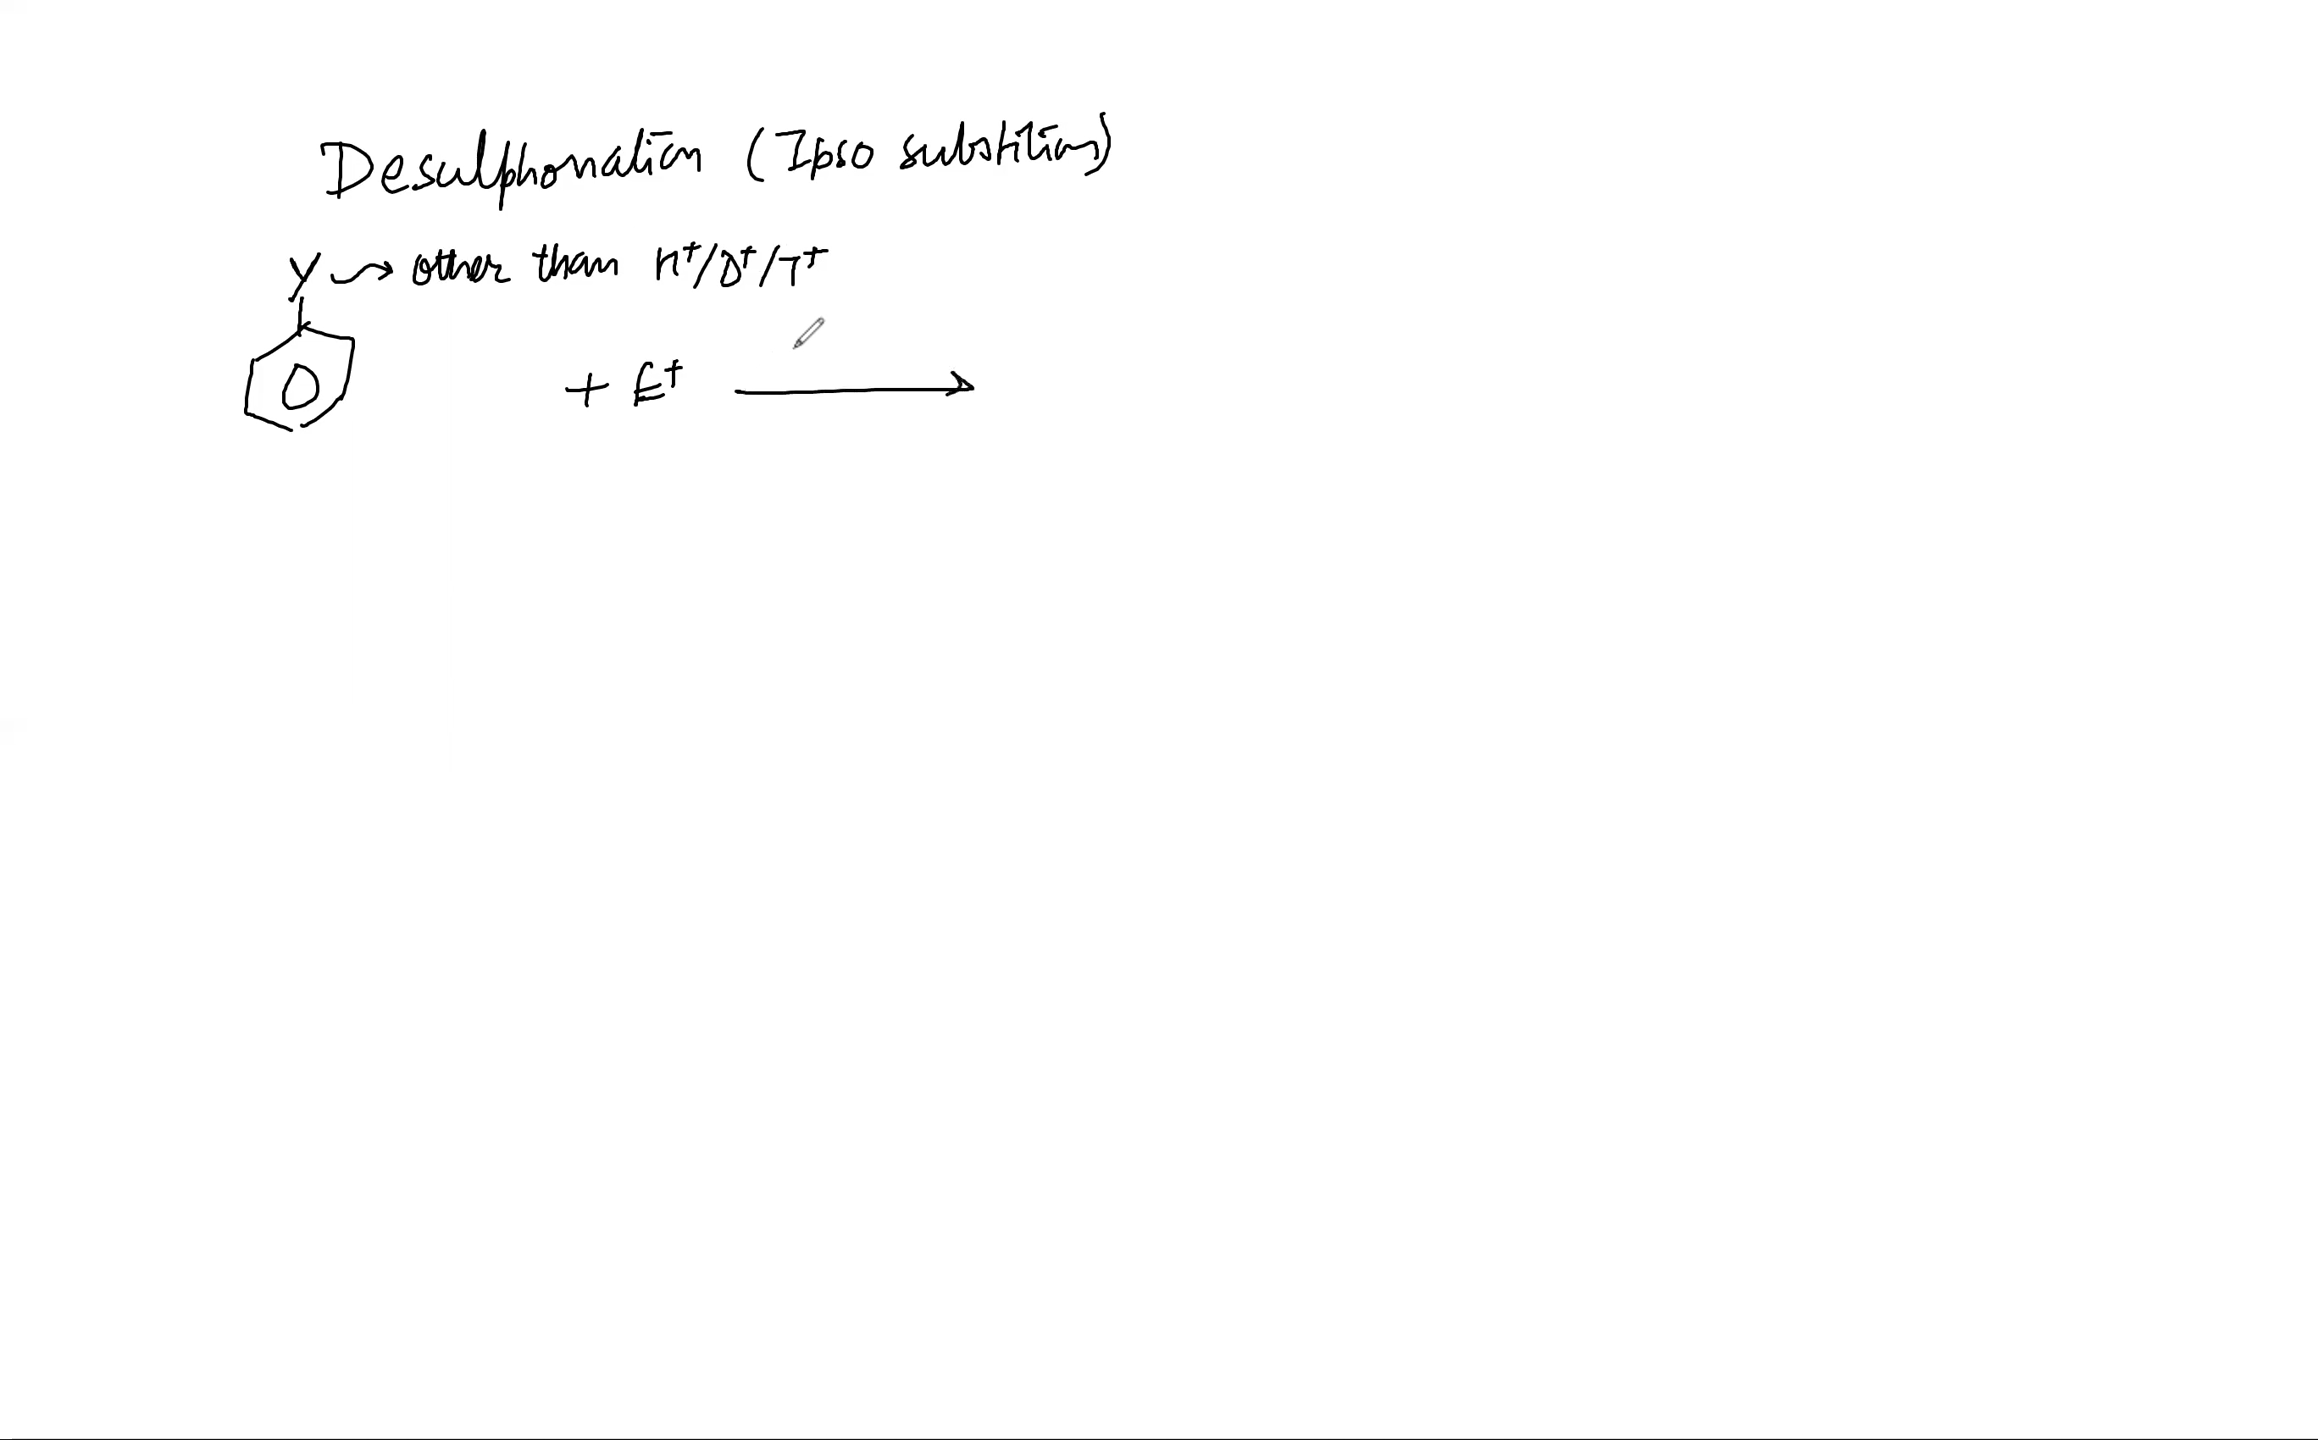 Desulphonation (Ipso substitution)
Y → other than H⁺/D⁺/T⁺
+ E⁺ →